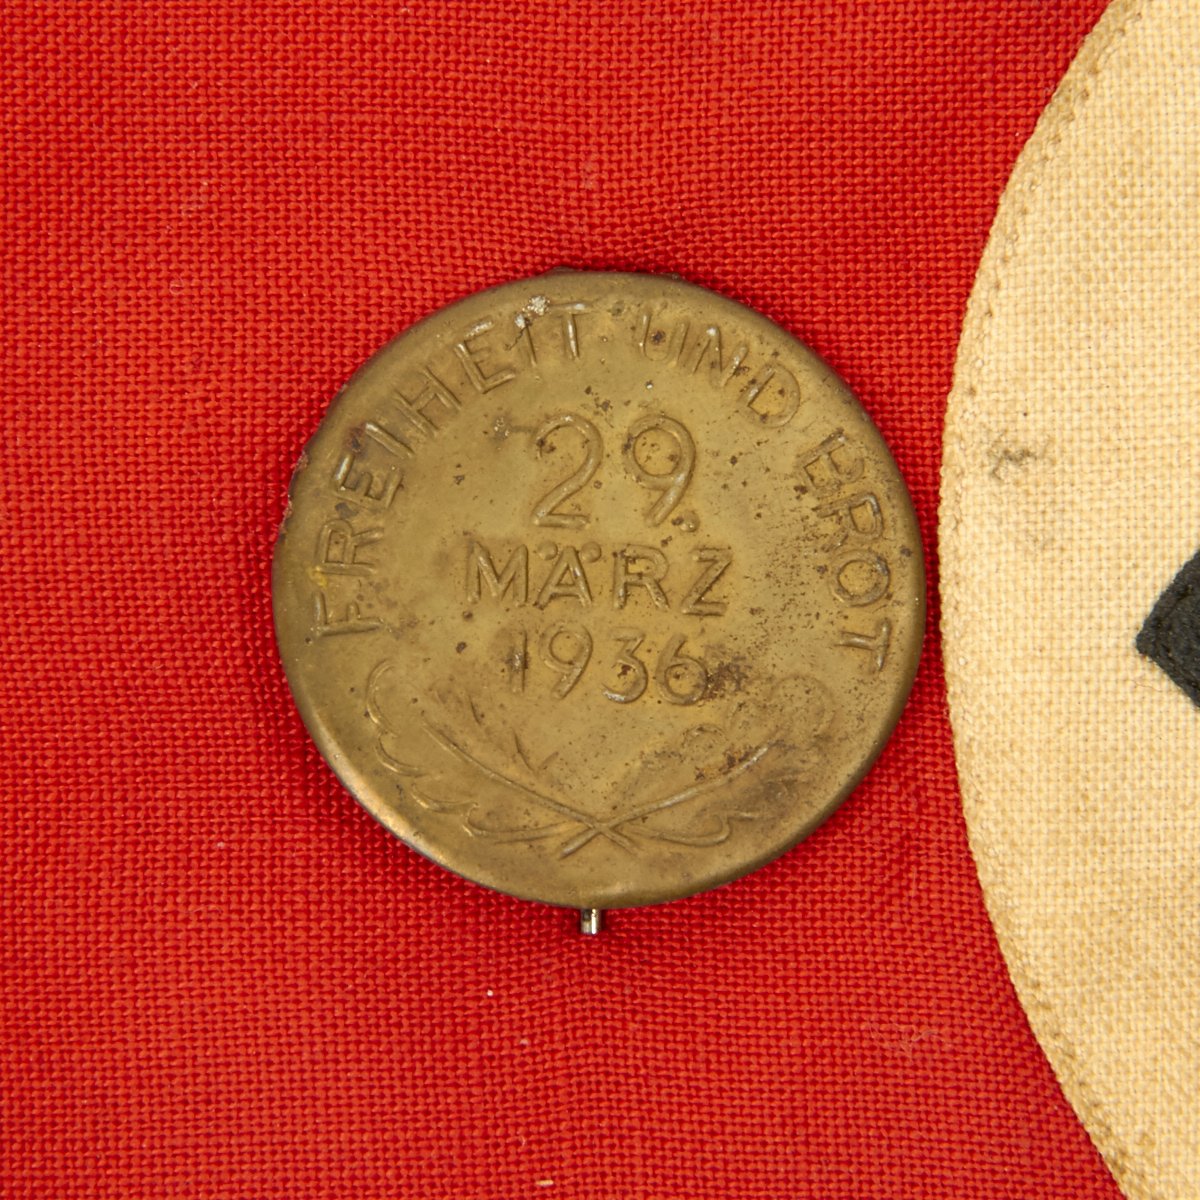 FREIHEIT UND BROT
29.
MÄRZ
1936